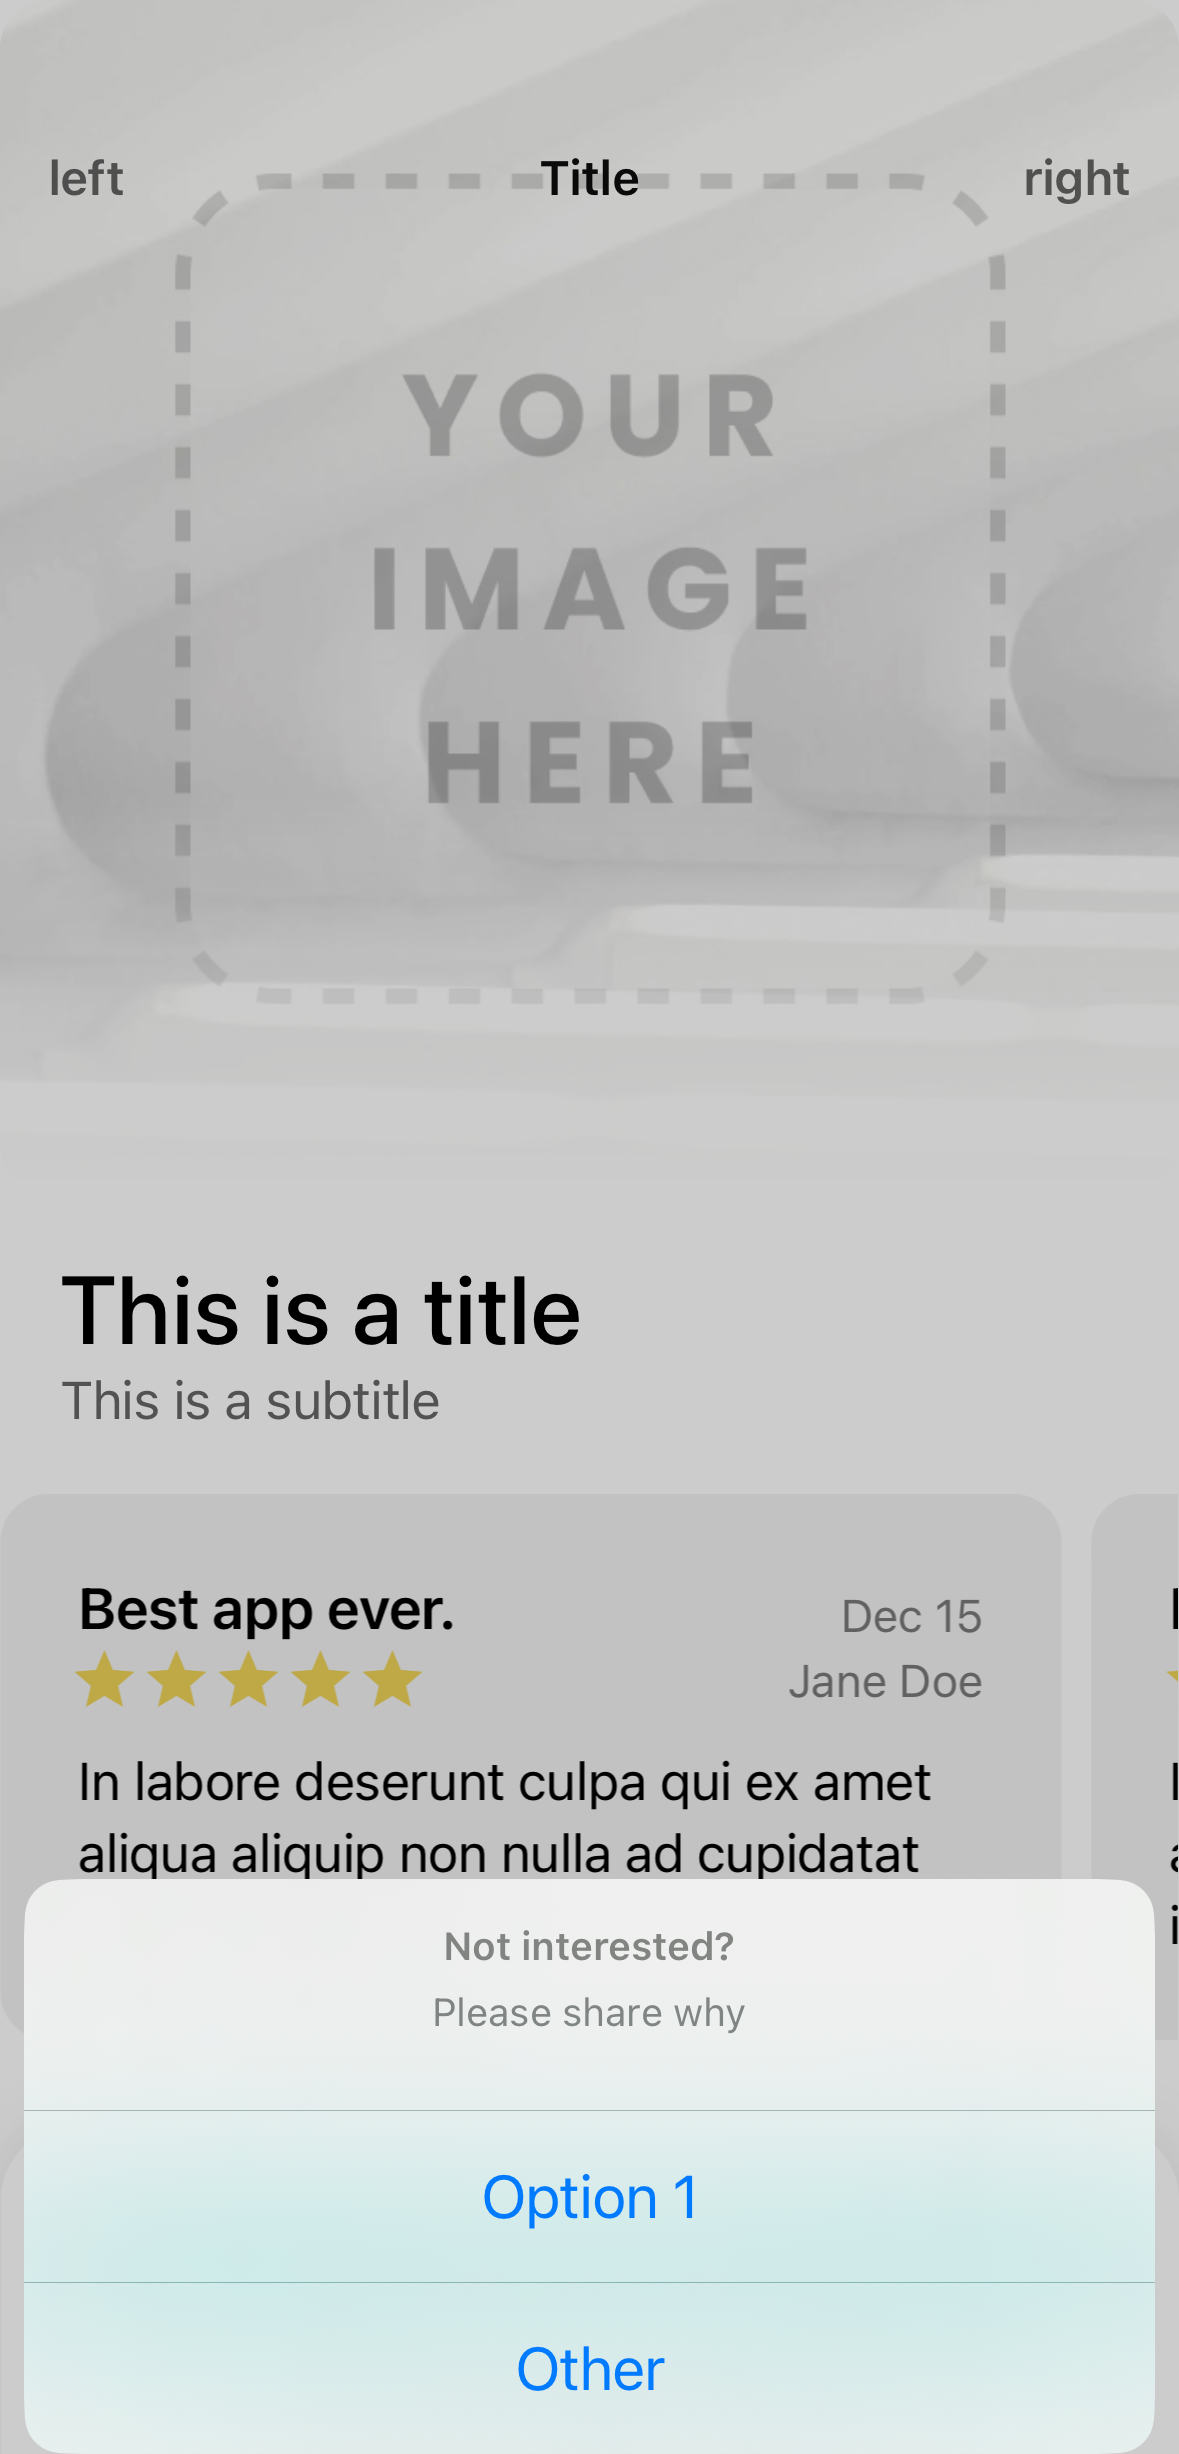 left Title right
YOUR
IMAGE
HERE
This is a title
This is a subtitle
Best app ever.
Dec 15
Jane Doe
In labore deserunt culpa qui ex amet
aliqua aliquip non nulla ad cupidatat
Not interested?
Please share why
Option 1
Other